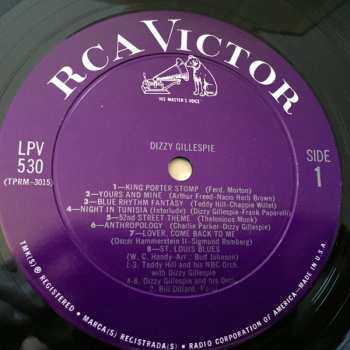 RCA VICTOR
"HIS MASTER'S VOICE"
DIZZY GILLESPIE
LPV
530
(TPRM-3015)
SIDE
1
1—KING PORTER STOMP (Ferd. Morton)
2—YOURS AND MINE (Arthur Freed-Nacio Herb Brown)
3—BLUE RHYTHM FANTASY (Teddy Hill-Chappie Willet)
4—NIGHT IN TUNISIA (Interlude) (Dizzy Gillespie-Frank Paparelli)
5—52nd STREET THEME (Thelonious Monk)
6—ANTHROPOLOGY (Charlie Parker-Dizzy Gillespie)
7—LOVER, COME BACK TO ME
(Oscar Hammerstein II-Sigmund Romberg)
8—ST. LOUIS BLUES
(W. C. Handy-Arr.: Bud Johnson)
1-3, Teddy Hill and his NBC Orch.
with Dizzy Gillespie
4-8, Dizzy Gillespie and his Orch.
2, Bill Dillard,
TMK(S) ® REGISTERED • MARCA(S) REGISTRADA(S) • RADIO CORPORATION OF AMERICA—MADE IN U.S.A.